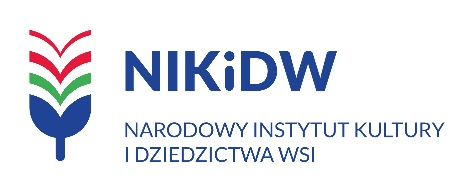 NIKiDW
NARODOWY INSTYTUT KULTURY
I DZIEDZICTWA WSI